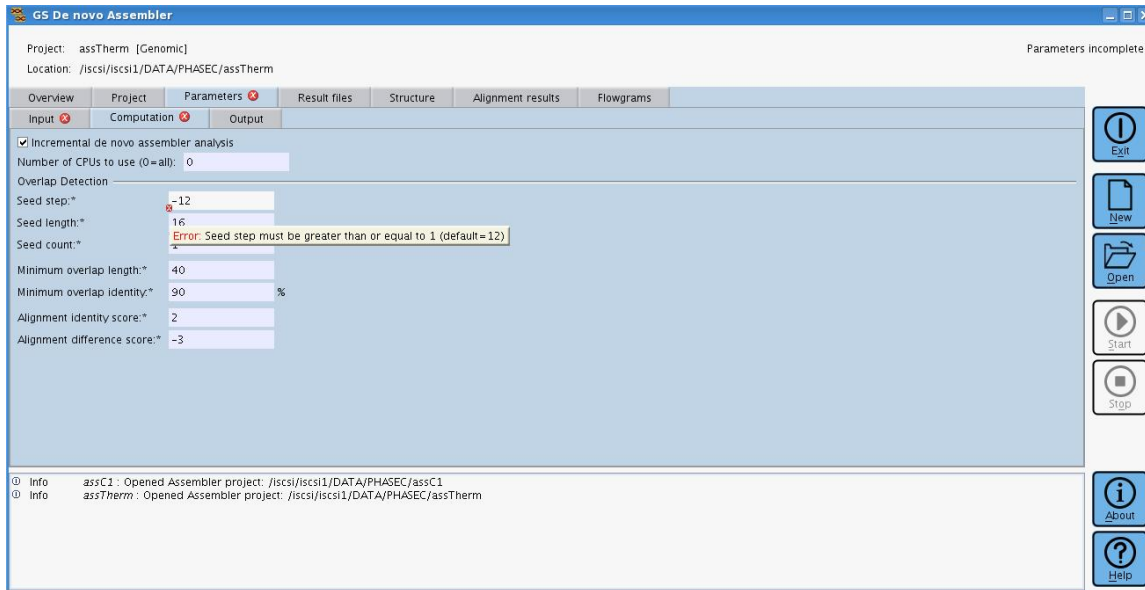 GS De novo Assembler
Project: assTherm [Genomic]
Parameters incomplete
Location: /iscsi/iscsi1/DATA/PHASEC/assTherm
Overview Project Parameters Result files Structure Alignment results Flowgrams
Input Computation Output
Incremental de novo assembler analysis
Number of CPUs to use (0=all): 0
Overlap Detection
Seed step:* -12
Seed length:* 16
Error: Seed step must be greater than or equal to 1 (default=12)
Seed count:*
Minimum overlap length:* 40
Minimum overlap identity:* 90 %
Alignment identity score:* 2
Alignment difference score:* -3
Exit
New
Open
Start
Stop
Info assC1 : Opened Assembler project: /iscsi/iscsi1/DATA/PHASEC/assC1
Info assTherm : Opened Assembler project: /iscsi/iscsi1/DATA/PHASEC/assTherm
About
Help